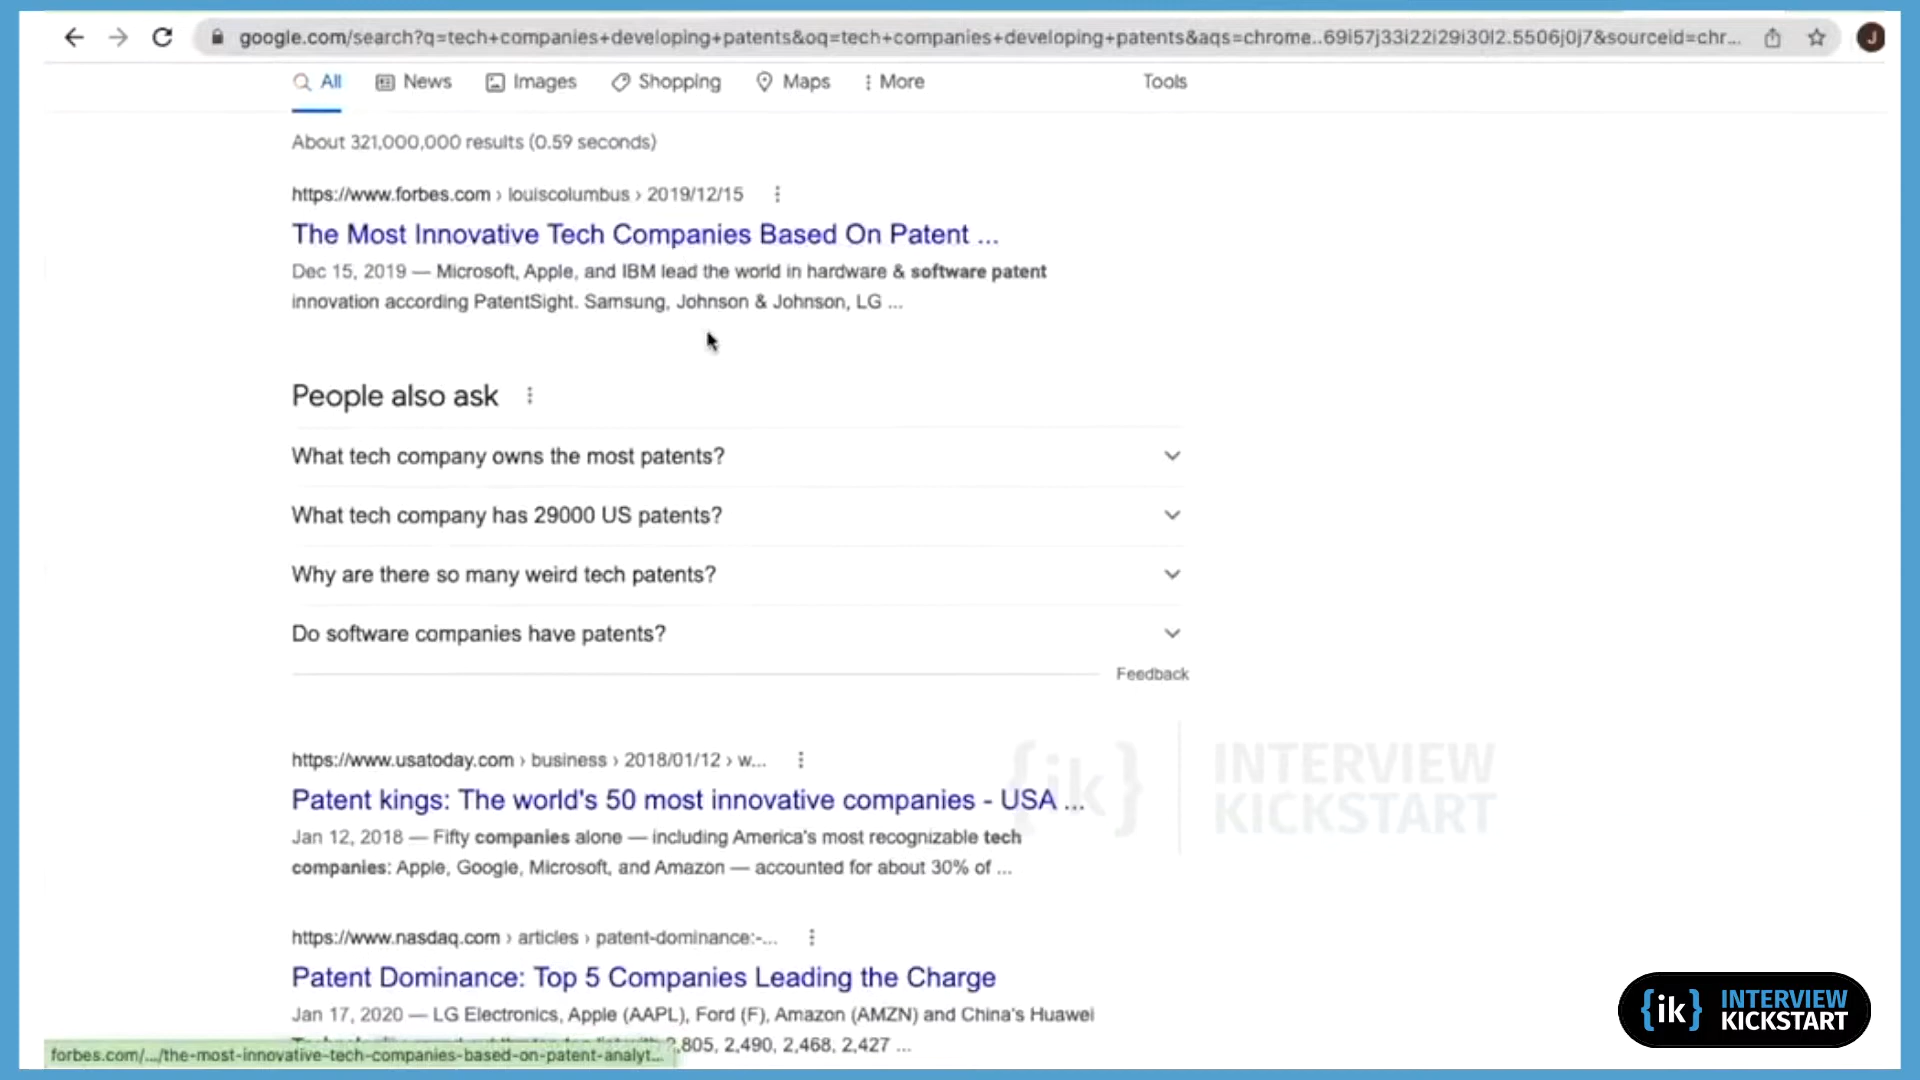 google.com/search?q=tech+companies+developing+patents&oq=tech+companies+developing+patents&aqs=chrome..69i57j33i22i29i30l2.5506j0j7&sourceid=chr...
J
All News Images Shopping Maps More Tools
About 321,000,000 results (0.59 seconds)
https://www.forbes.com › louiscolumbus › 2019/12/15
The Most Innovative Tech Companies Based On Patent ...
Dec 15, 2019 — Microsoft, Apple, and IBM lead the world in hardware & software patent
innovation according PatentSight. Samsung, Johnson & Johnson, LG ...
People also ask
What tech company owns the most patents?
What tech company has 29000 US patents?
Why are there so many weird tech patents?
Do software companies have patents?
Feedback
https://www.usatoday.com › business › 2018/01/12 › w...
Patent kings: The world's 50 most innovative companies - USA ...
Jan 12, 2018 — Fifty companies alone — including America's most recognizable tech
companies: Apple, Google, Microsoft, and Amazon — accounted for about 30% of ...
{ik} INTERVIEW
KICKSTART
https://www.nasdaq.com › articles › patent-dominance:-...
Patent Dominance: Top 5 Companies Leading the Charge
Jan 17, 2020 — LG Electronics, Apple (AAPL), Ford (F), Amazon (AMZN) and China's Huawei
2,805, 2,490, 2,468, 2,427 ...
forbes.com/.../the-most-innovative-tech-companies-based-on-patent-analyt...
{ik} INTERVIEW
KICKSTART